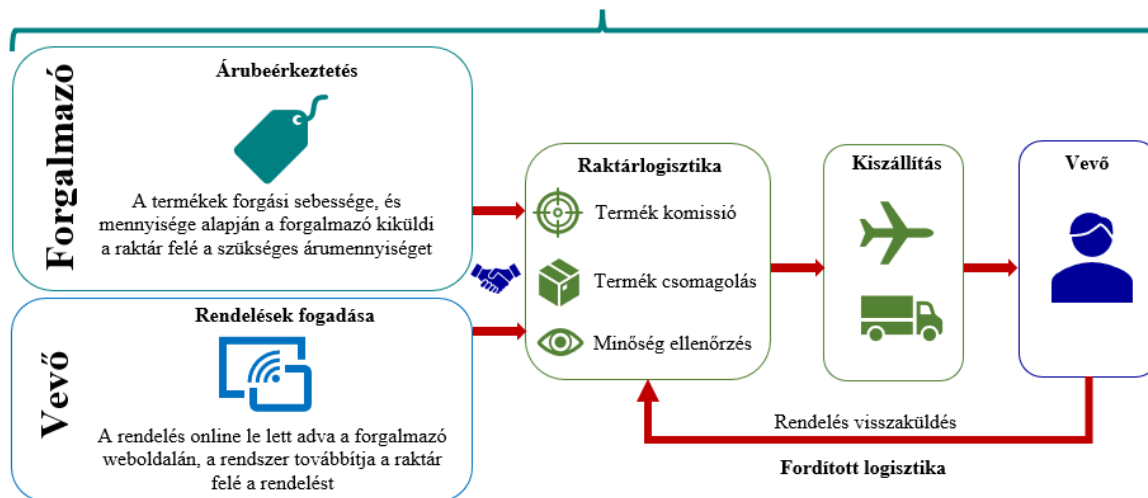 Forgalmazó
Árubeérkeztetés
A termékek forgási sebessége, és
mennyisége alapján a forgalmazó kiküldi
a raktár felé a szükséges árumennyiséget
Vevő
Rendelések fogadása
A rendelés online le lett adva a forgalmazó
weboldalán, a rendszer továbbítja a raktár
felé a rendelést
Raktárlogisztika
Termék komissió
Termék csomagolás
Minőség ellenőrzés
Kiszállítás
Vevő
Rendelés visszaküldés
Fordított logisztika